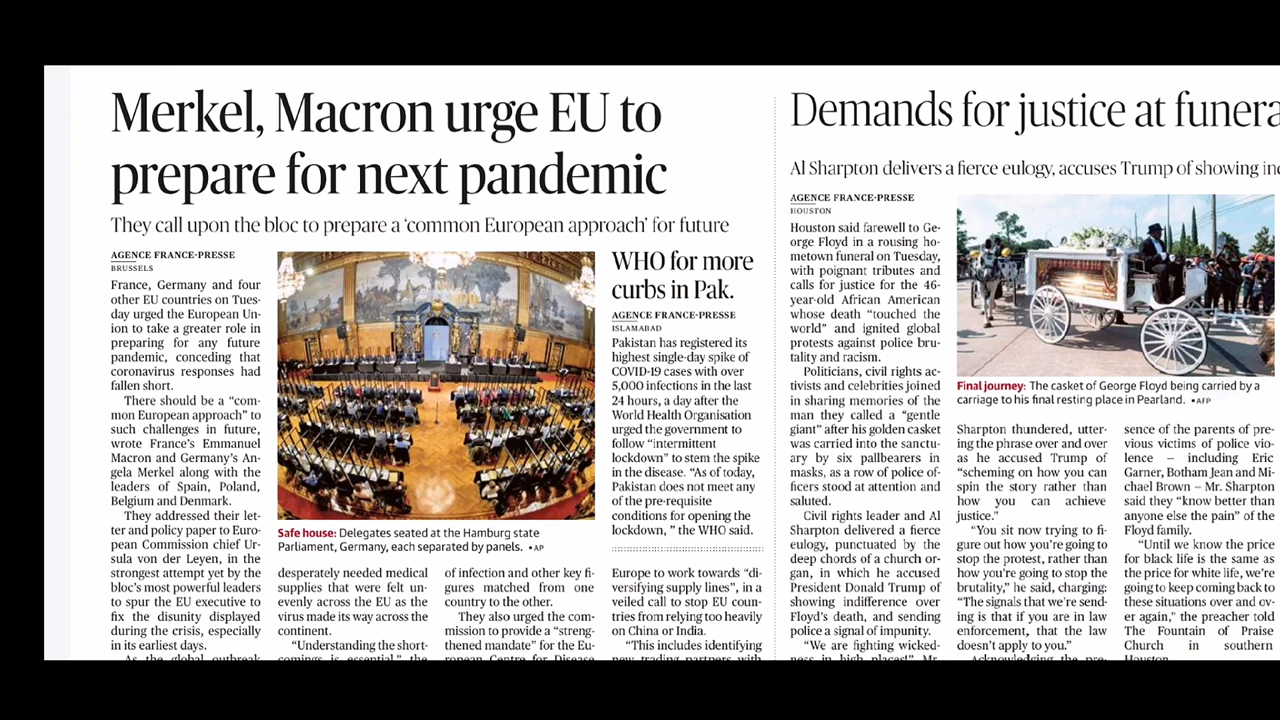 Merkel, Macron urge EU to
prepare for next pandemic
They call upon the bloc to prepare a ‘common European approach’ for future
AGENCE FRANCE-PRESSE
BRUSSELS
France, Germany and four
other EU countries on Tues-
day urged the European Un-
ion to take a greater role in
preparing for any future
pandemic, conceding that
coronavirus responses had
fallen short.
There should be a “com-
mon European approach” to
such challenges in future,
wrote France’s Emmanuel
Macron and Germany’s An-
gela Merkel along with the
leaders of Spain, Poland,
Belgium and Denmark.
They addressed their let-
ter and policy paper to Euro-
pean Commission chief Ur-
sula von der Leyen, in the
strongest attempt yet by the
bloc’s most powerful leaders
to spur the EU executive to
fix the disunity displayed
during the crisis, especially
in its earliest days.
As the global outbreak
Safe house: Delegates seated at the Hamburg state
Parliament, Germany, each separated by panels. •AP
desperately needed medical
supplies that were felt un-
evenly across the EU as the
virus made its way across the
continent.
“Understanding the short-
comings is essential,” the
of infection and other key fi-
gures matched from one
country to the other.
They also urged the com-
mission to provide a “streng-
thened mandate” for the Eu-
ropean Centre for Disease
WHO for more
curbs in Pak.
AGENCE FRANCE-PRESSE
ISLAMABAD
Pakistan has registered its
highest single-day spike of
COVID-19 cases with over
5,000 infections in the last
24 hours, a day after the
World Health Organisation
urged the government to
follow “intermittent
lockdown” to stem the spike
in the disease. “As of today,
Pakistan does not meet any
of the pre-requisite
conditions for opening the
lockdown, ” the WHO said.
Europe to work towards “di-
versifying supply lines”, in a
veiled call to stop EU coun-
tries from relying too heavily
on China or India.
“This includes identifying
new trading partners with
Demands for justice at funera
Al Sharpton delivers a fierce eulogy, accuses Trump of showing in
AGENCE FRANCE-PRESSE
HOUSTON
Houston said farewell to Ge-
orge Floyd in a rousing ho-
metown funeral on Tuesday,
with poignant tributes and
calls for justice for the 46-
year-old African American
whose death “touched the
world” and ignited global
protests against police bru-
tality and racism.
Politicians, civil rights ac-
tivists and celebrities joined
in sharing memories of the
man they called a “gentle
giant” after his golden casket
was carried into the sanctu-
ary by six pallbearers in
masks, as a row of police of-
ficers stood at attention and
saluted.
Civil rights leader and Al
Sharpton delivered a fierce
eulogy, punctuated by the
deep chords of a church or-
gan, in which he accused
President Donald Trump of
showing indifference over
Floyd’s death, and sending
police a signal of impunity.
“We are fighting wicked-
ness in high places!” Mr.
Final journey: The casket of George Floyd being carried by a
carriage to his final resting place in Pearland. •AFP
Sharpton thundered, utter-
ing the phrase over and over
as he accused Trump of
“scheming on how you can
spin the story rather than
how you can achieve
justice.”
“You sit now trying to fi-
gure out how you’re going to
stop the protest, rather than
how you’re going to stop the
brutality,” he said, charging:
“The signals that we’re send-
ing is that if you are in law
enforcement, that the law
doesn’t apply to you.”
Acknowledging the pre-
sence of the parents of pre-
vious victims of police vio-
lence – including Eric
Garner, Botham Jean and Mi-
chael Brown – Mr. Sharpton
said they “know better than
anyone else the pain” of the
Floyd family.
“Until we know the price
for black life is the same as
the price for white life, we’re
going to keep coming back to
these situations over and ov-
er again,” the preacher told
The Fountain of Praise
Church in southern
Houston.